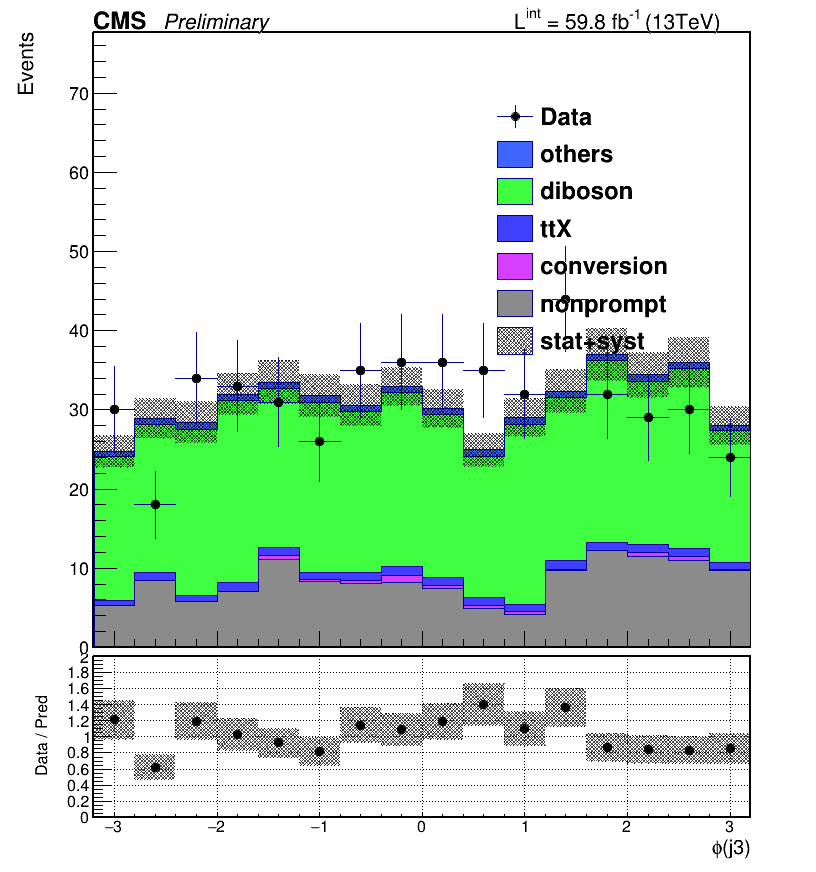 CMS Preliminary L^int = 59.8 fb^-1 (13TeV)
Events
70
60
50
40
30
20
10
0
Data
others
diboson
ttX
conversion
nonprompt
stat+syst
Data / Pred
2
1.8
1.6
1.4
1.2
1
0.8
0.6
0.4
0.2
0
−3 −2 −1 0 1 2 3
ϕ(j3)